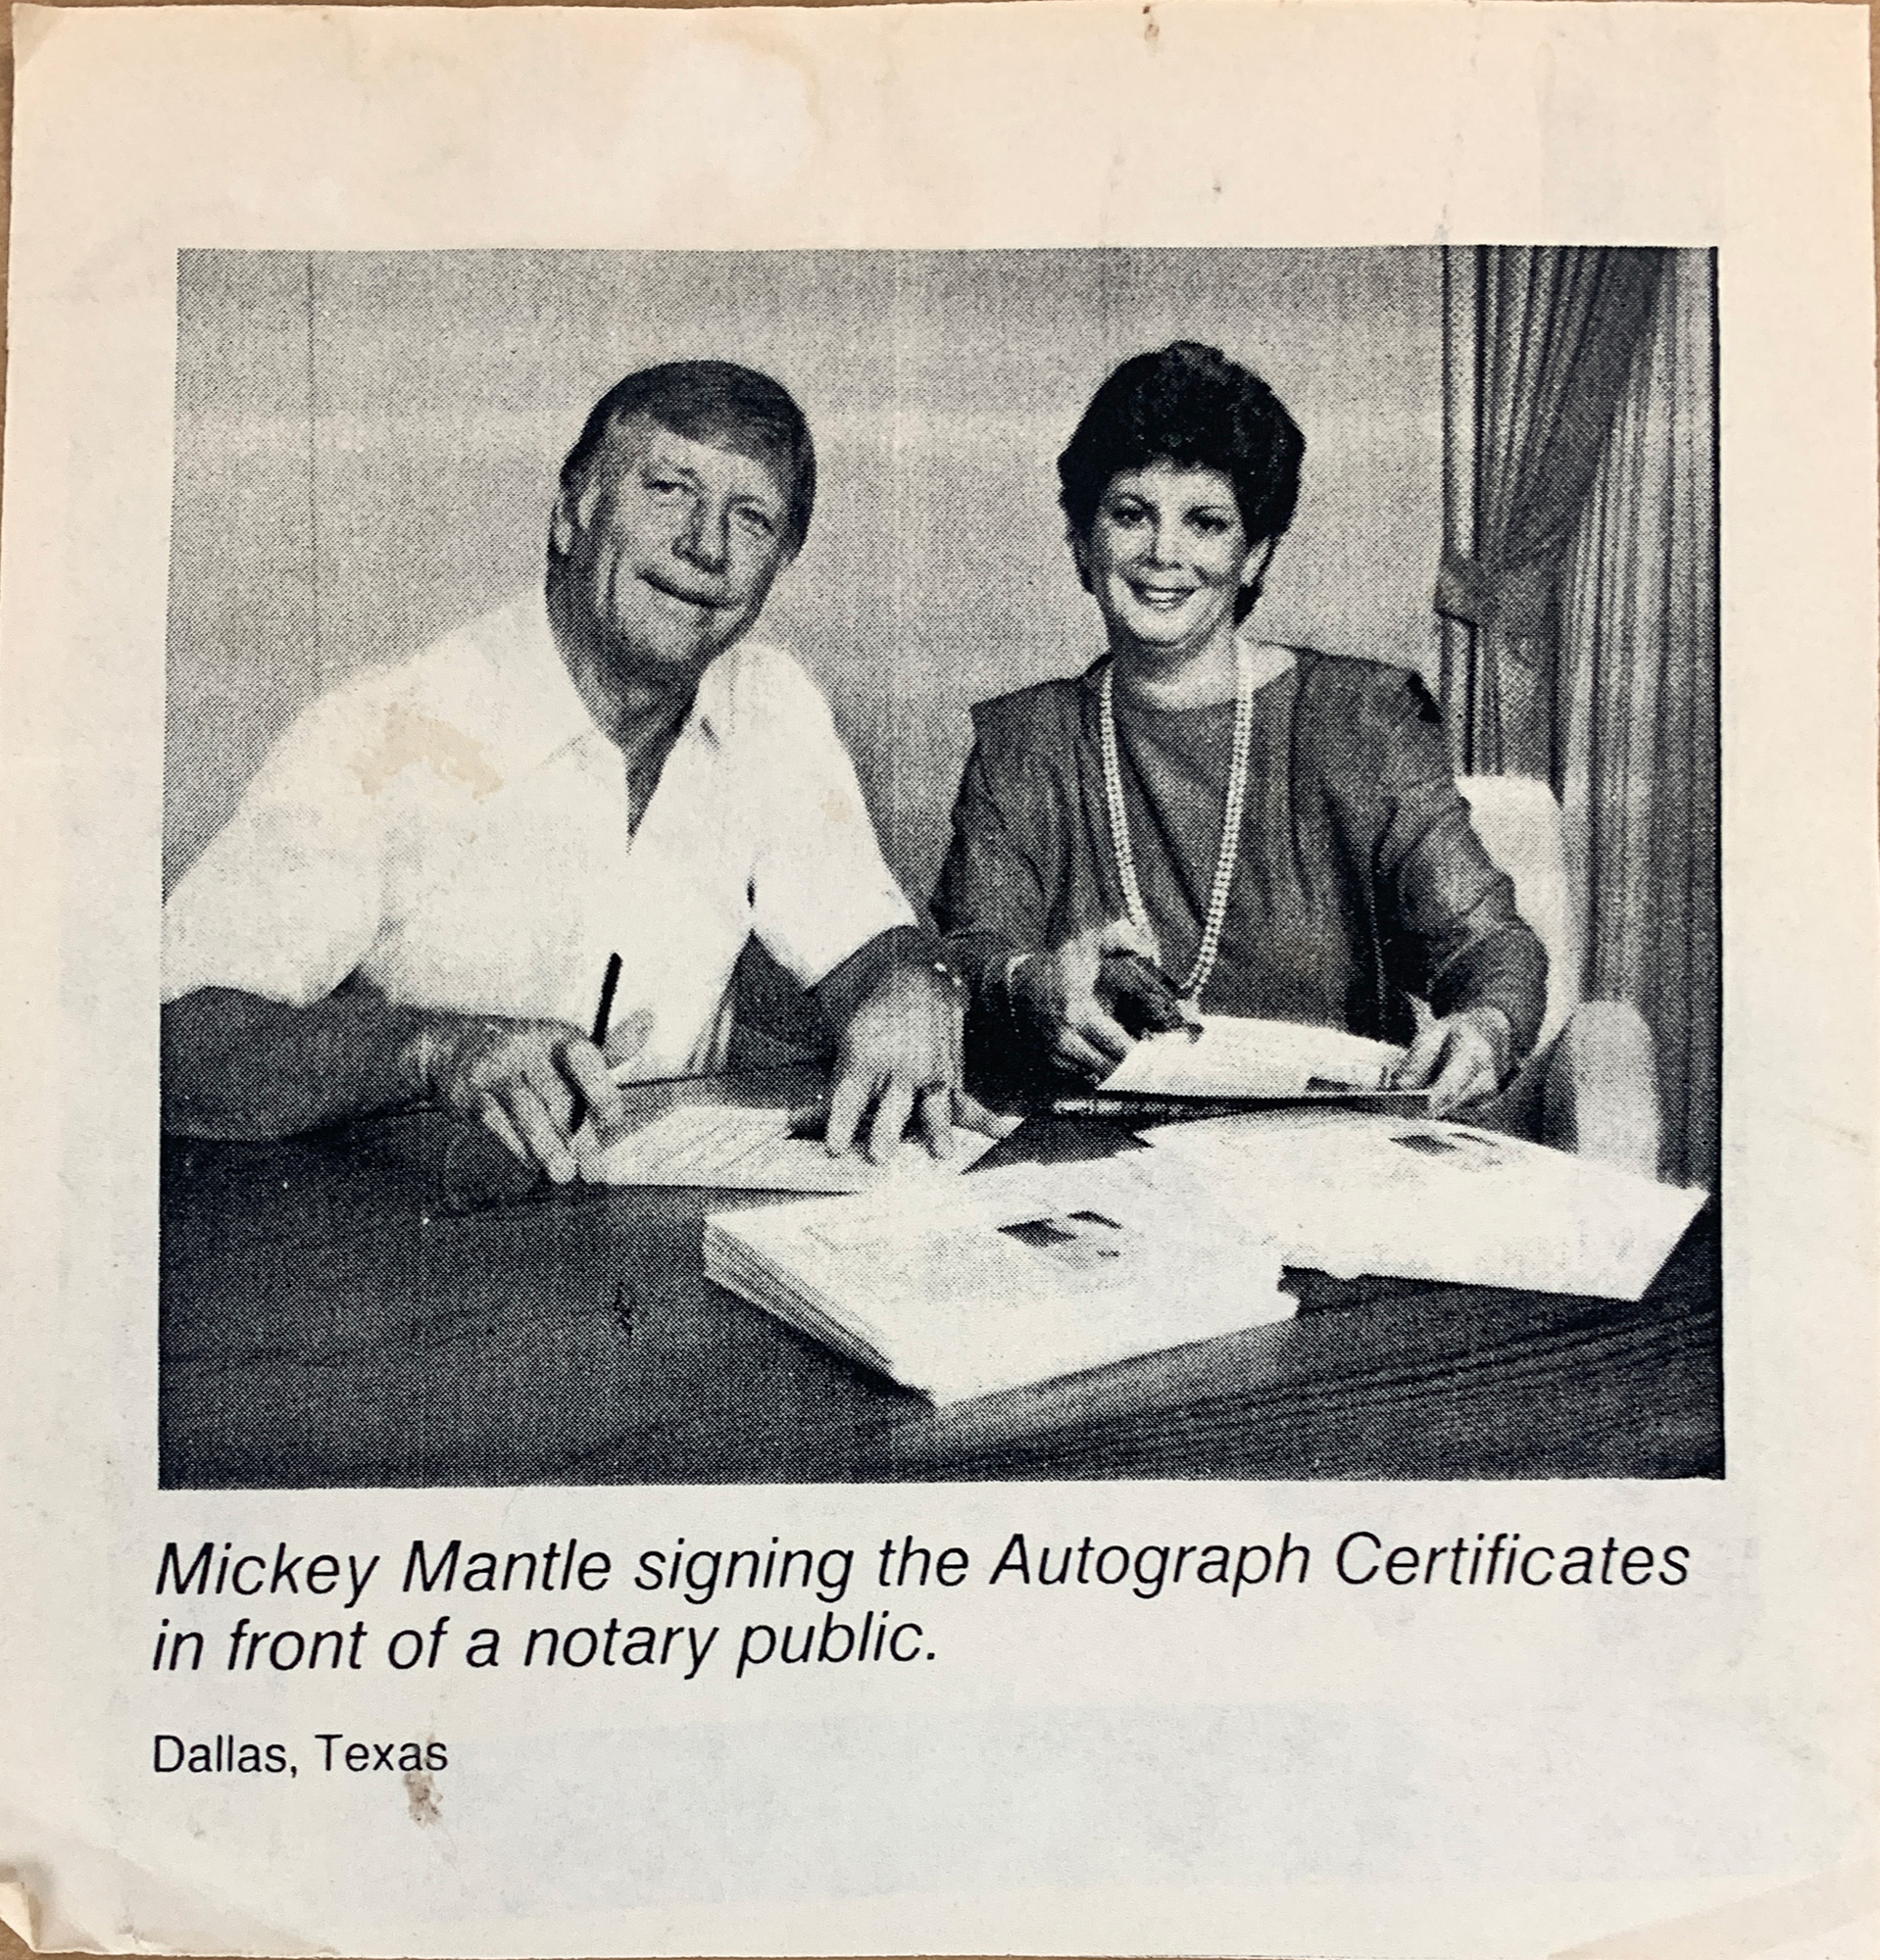 Mickey Mantle signing the Autograph Certificates
in front of a notary public.
Dallas, Texas